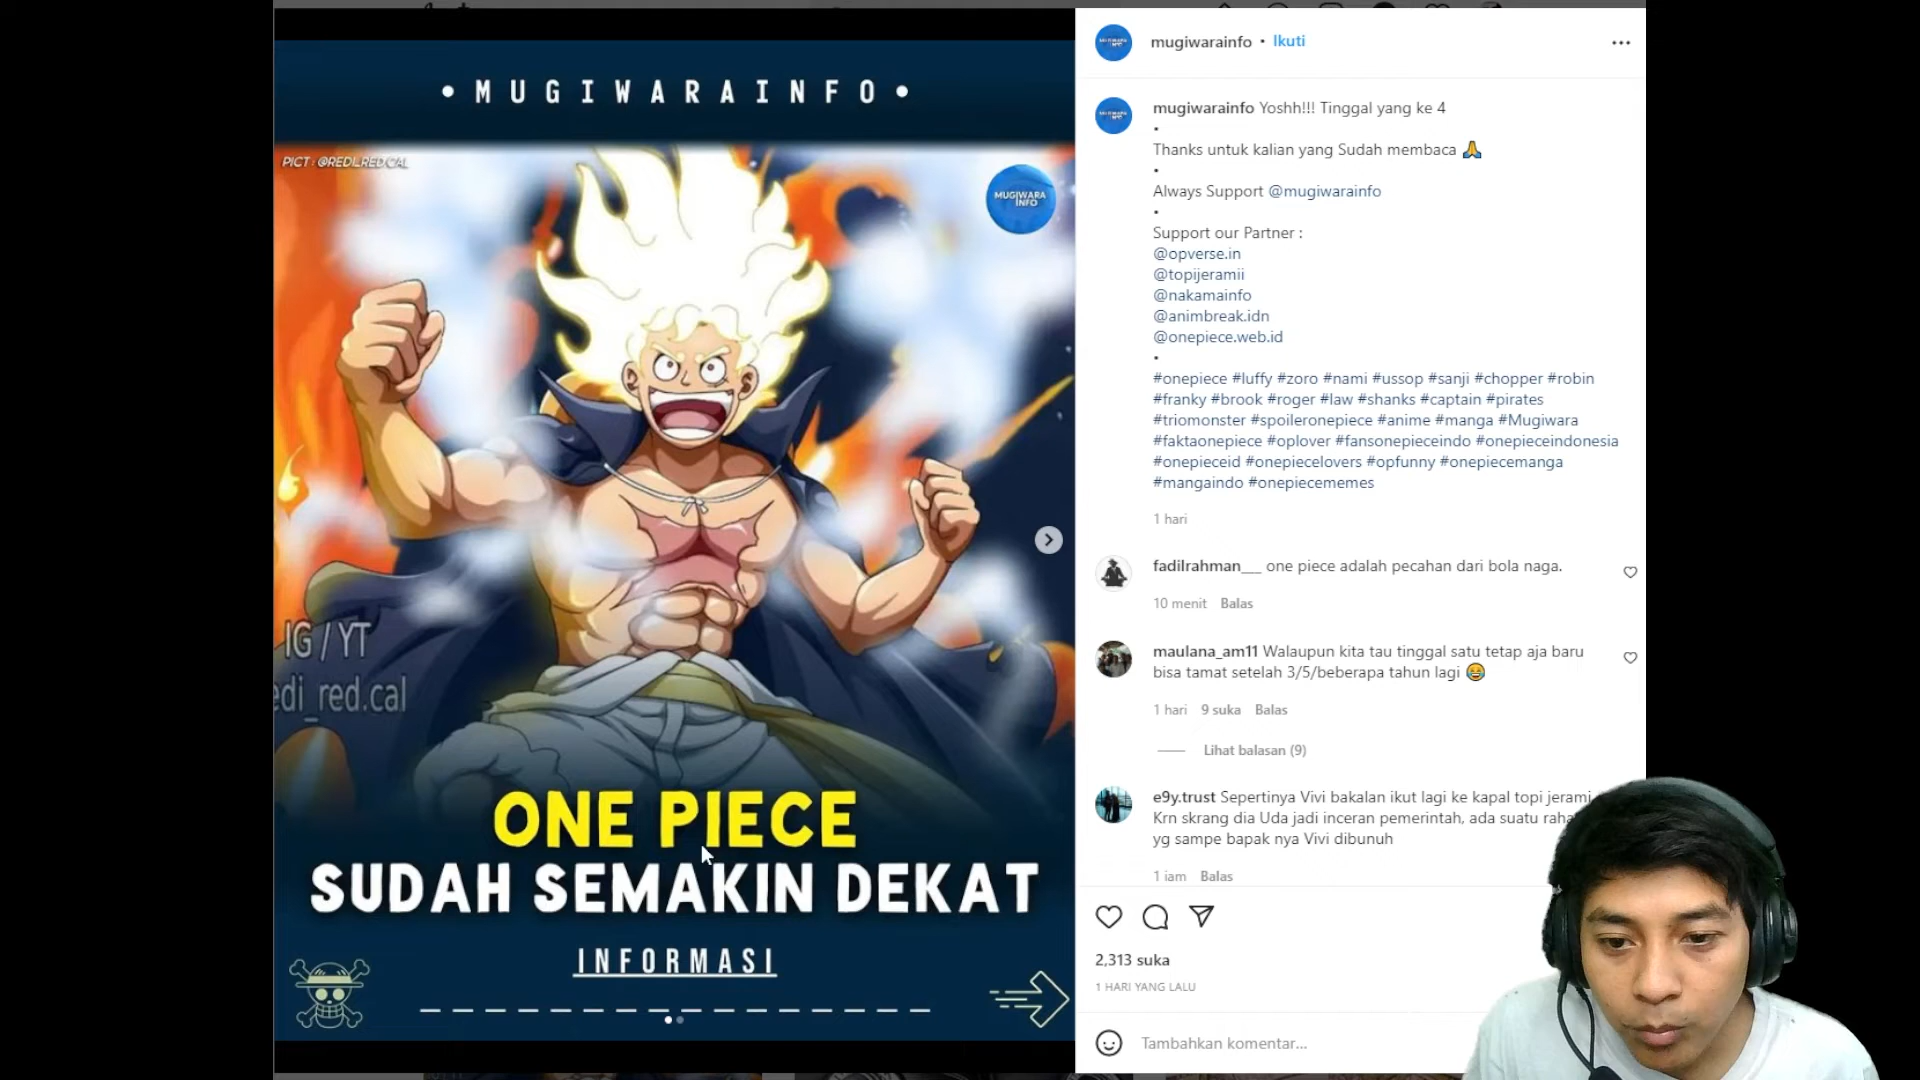 • MUGIWARAINFO •
PICT : @REDI_RED.CAL
MUGIWARA
INFO
IG / YT
edi_red.cal
ONE PIECE
SUDAH SEMAKIN DEKAT
INFORMASI
mugiwarainfo • Ikuti
mugiwarainfo Yoshh!!! Tinggal yang ke 4
•
Thanks untuk kalian yang Sudah membaca 🙏
•
Always Support @mugiwarainfo
•
Support our Partner :
@opverse.in
@topijeramii
@nakamainfo
@animbreak.idn
@onepiece.web.id
•
#onepiece #luffy #zoro #nami #ussop #sanji #chopper #robin
#franky #brook #roger #law #shanks #captain #pirates
#triomonster #spoileronepiece #anime #manga #Mugiwara
#faktaonepiece #oplover #fansonepieceindo #onepieceindonesia
#onepieceid #onepiecelovers #opfunny #onepiecemanga
#mangaindo #onepiecememes
1 hari
fadilrahman___ one piece adalah pecahan dari bola naga.
10 menit Balas
maulana_am11 Walaupun kita tau tinggal satu tetap aja baru
bisa tamat setelah 3/5/beberapa tahun lagi 😂
1 hari 9 suka Balas
Lihat balasan (9)
e9y.trust Sepertinya Vivi bakalan ikut lagi ke kapal topi jerami
Krn skrang dia Uda jadi inceran pemerintah, ada suatu raha
yg sampe bapak nya Vivi dibunuh
1 jam Balas
2,313 suka
1 HARI YANG LALU
Tambahkan komentar...